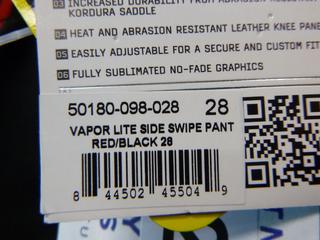 03 INCREASED DURABILITY FROM ABRASION
KORDURA SADDLE
04 HEAT AND ABRASION RESISTANT LEATHER KNEE PAN
05 EASILY ADJUSTABLE FOR A SECURE AND CUSTOM FIT
06 FULLY SUBLIMATED NO-FADE GRAPHICS
50180-098-028 28
VAPOR LITE SIDE SWIPE PANT
RED/BLACK 28
8 44502 45504 9